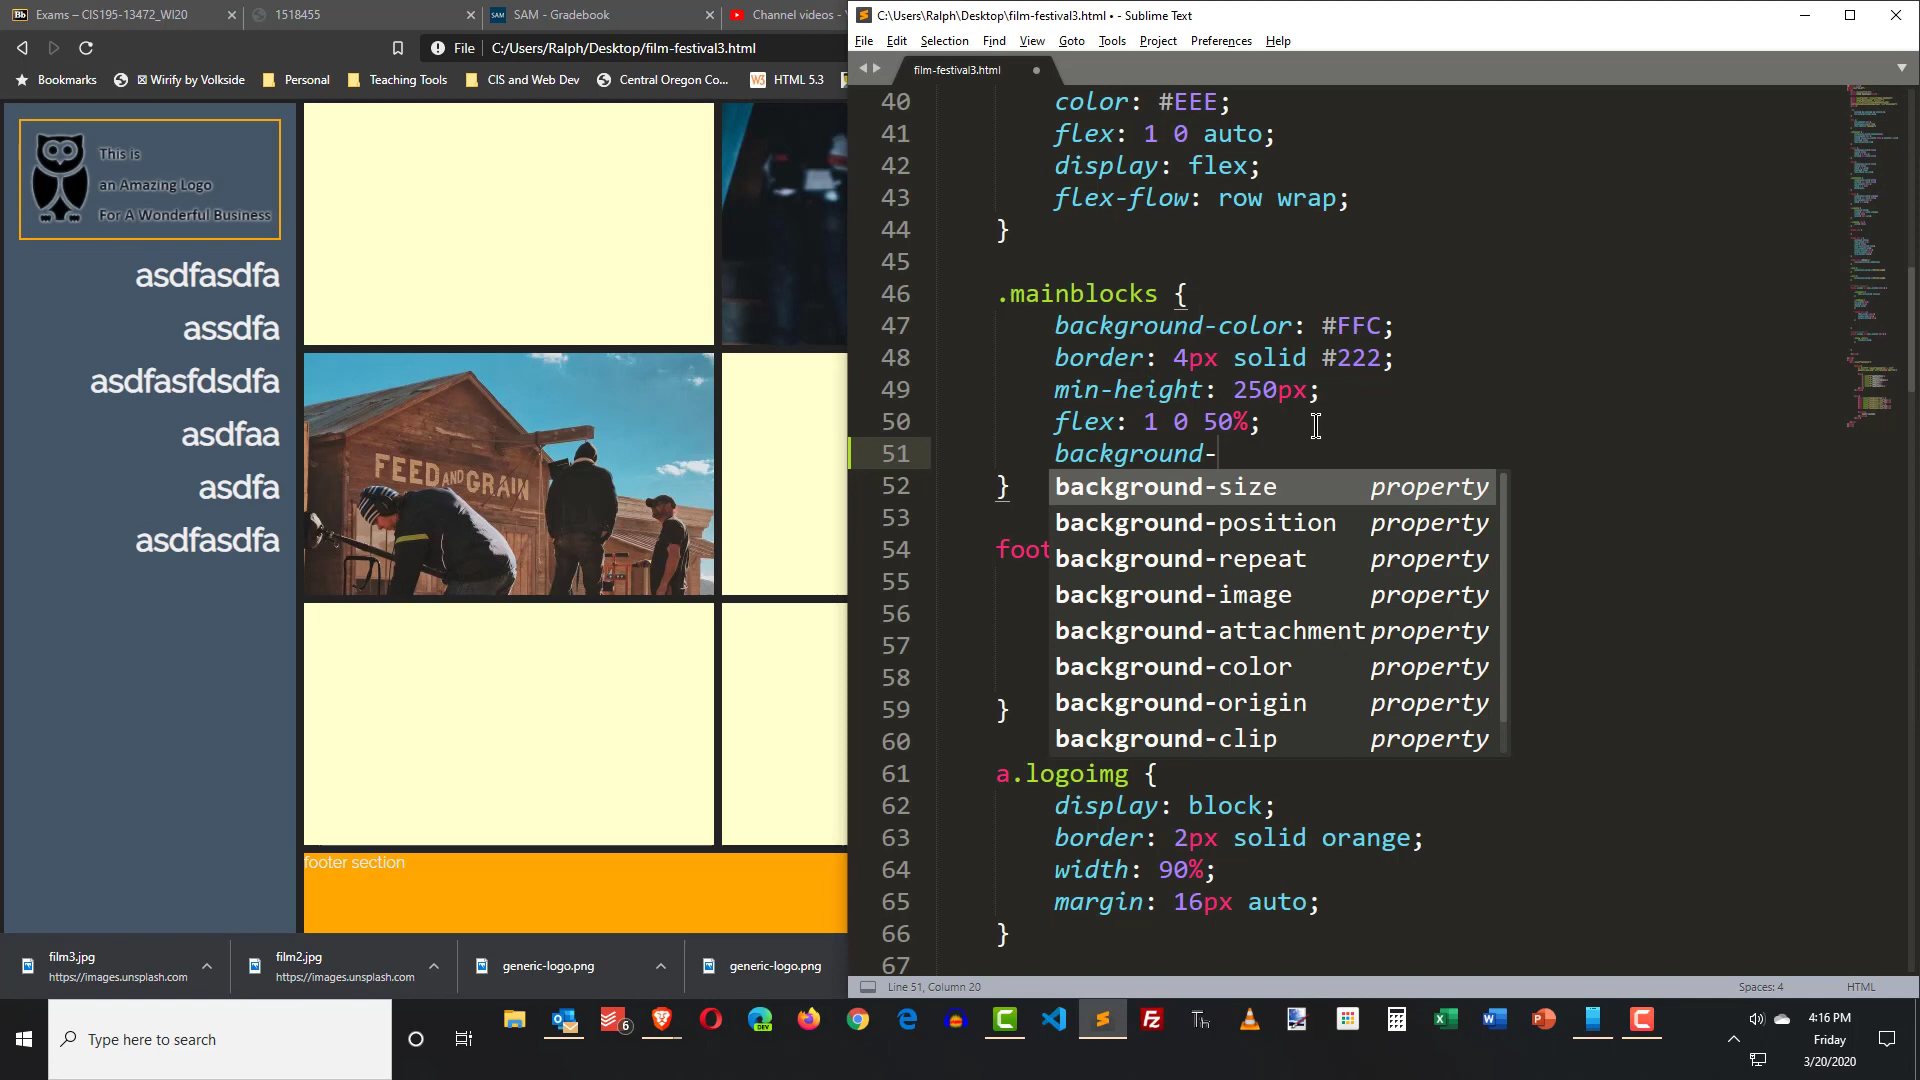 Exams – CIS195-13472_WI20
1518455
SAM - Gradebook
Channel videos -
File
C:/Users/Ralph/Desktop/film-festival3.html
Bookmarks
Wirify by Volkside
Personal
Teaching Tools
CIS and Web Dev
Central Oregon Co...
HTML 5.3
This is
an Amazing Logo
For A Wonderful Business
asdfasdfa
assdfa
asdfasfdsdfa
asdfaa
asdfa
asdfasdfa
FEED AND GRAIN
footer section
film3.jpg
https://images.unsplash.com
film2.jpg
https://images.unsplash.com
generic-logo.png
generic-logo.png
C:\Users\Ralph\Desktop\film-festival3.html • - Sublime Text
File Edit Selection Find View Goto Tools Project Preferences Help
film-festival3.html
40 color: #EEE;
41 flex: 1 0 auto;
42 display: flex;
43 flex-flow: row wrap;
44 }
45
46 .mainblocks {
47 background-color: #FFC;
48 border: 4px solid #222;
49 min-height: 250px;
50 flex: 1 0 50%;
51 background-
52 }
53
54 foot
55
56
57
58
59 }
60
61 a.logoimg {
62 display: block;
63 border: 2px solid orange;
64 width: 90%;
65 margin: 16px auto;
66 }
67
background-size property
background-position property
background-repeat property
background-image property
background-attachment property
background-color property
background-origin property
background-clip property
Line 51, Column 20
Spaces: 4
HTML
Type here to search
6
4:16 PM
Friday
3/20/2020